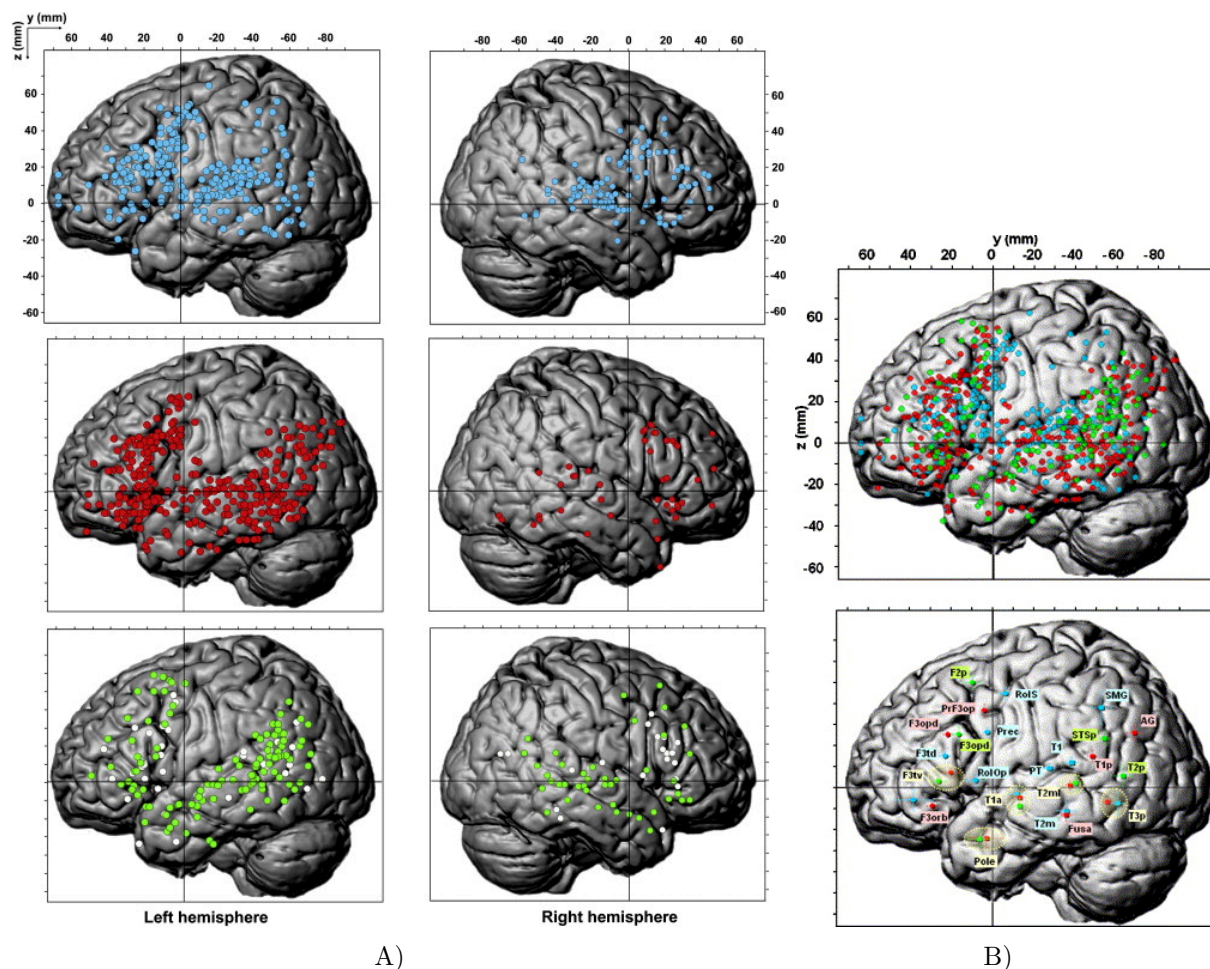 y (mm)
z (mm)
60 40 20 0 -20 -40 -60 -80
60
40
20
0
-20
-40
-60
-80 -60 -40 -20 0 20 40 60
60
40
20
0
-20
-40
-60
Left hemisphere
Right hemisphere
A)
y (mm)
60 40 20 0 -20 -40 -60 -80
z (mm)
60
40
20
0
-20
-40
-60
F2p
RolS
SMG
PrF3op
AG
F3opd
Prec
STSp
F3opd
T1
F3td
T1p
PT
T2p
F3tv
RolOp
T2ml
T1a
T3p
F3orb
T2m
Fusa
Pole
B)